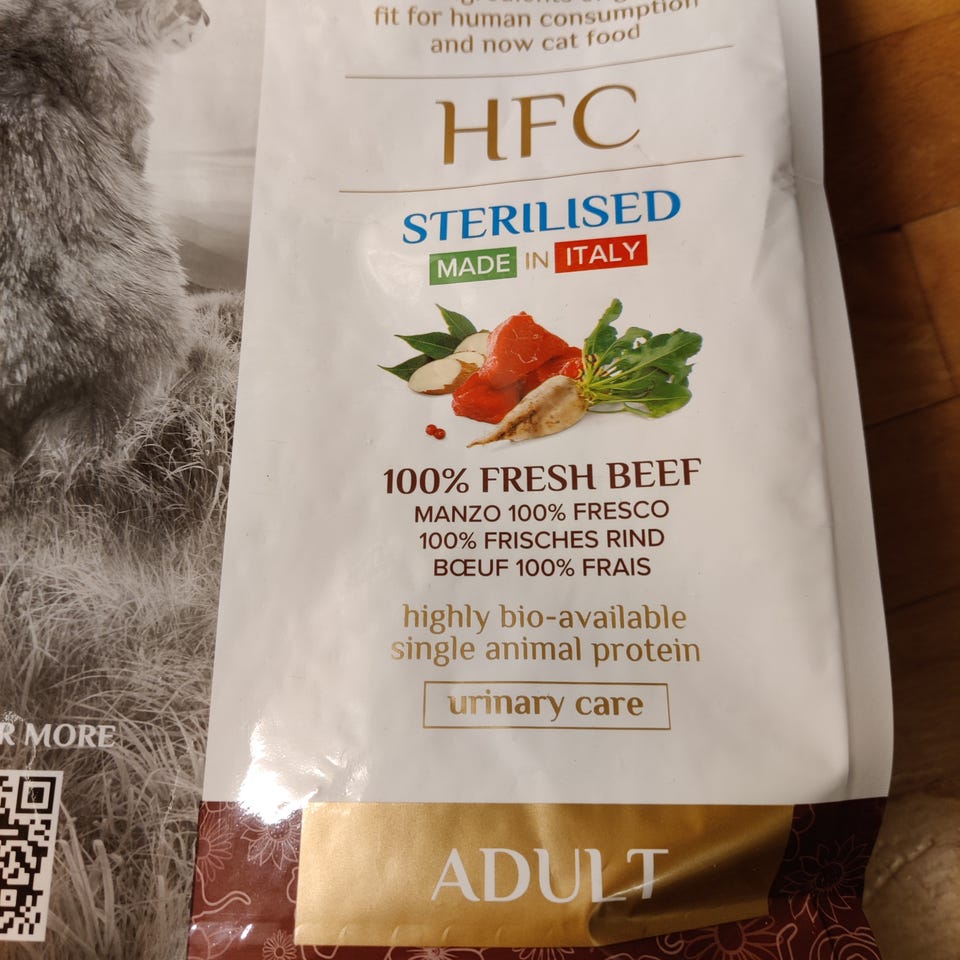 fit for human consumption
and now cat food
HFC
STERILISED
MADE IN ITALY
100% FRESH BEEF
MANZO 100% FRESCO
100% FRISCHES RIND
BŒUF 100% FRAIS
highly bio-available
single animal protein
urinary care
MORE
ADULT